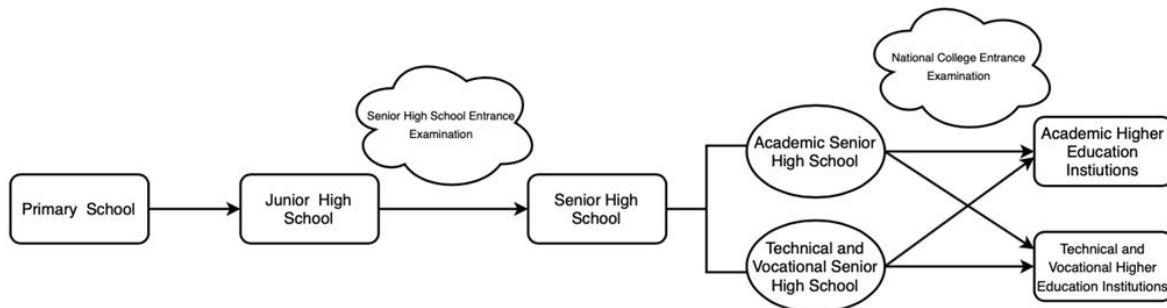 Primary School
Junior High
School
Senior High School Entrance
Examination
Senior High
School
Academic Senior
High School
Technical and
Vocational Senior
High School
National College Entrance
Examination
Academic Higher
Education
Instiutions
Technical and
Vocational Higher
Education Institutions